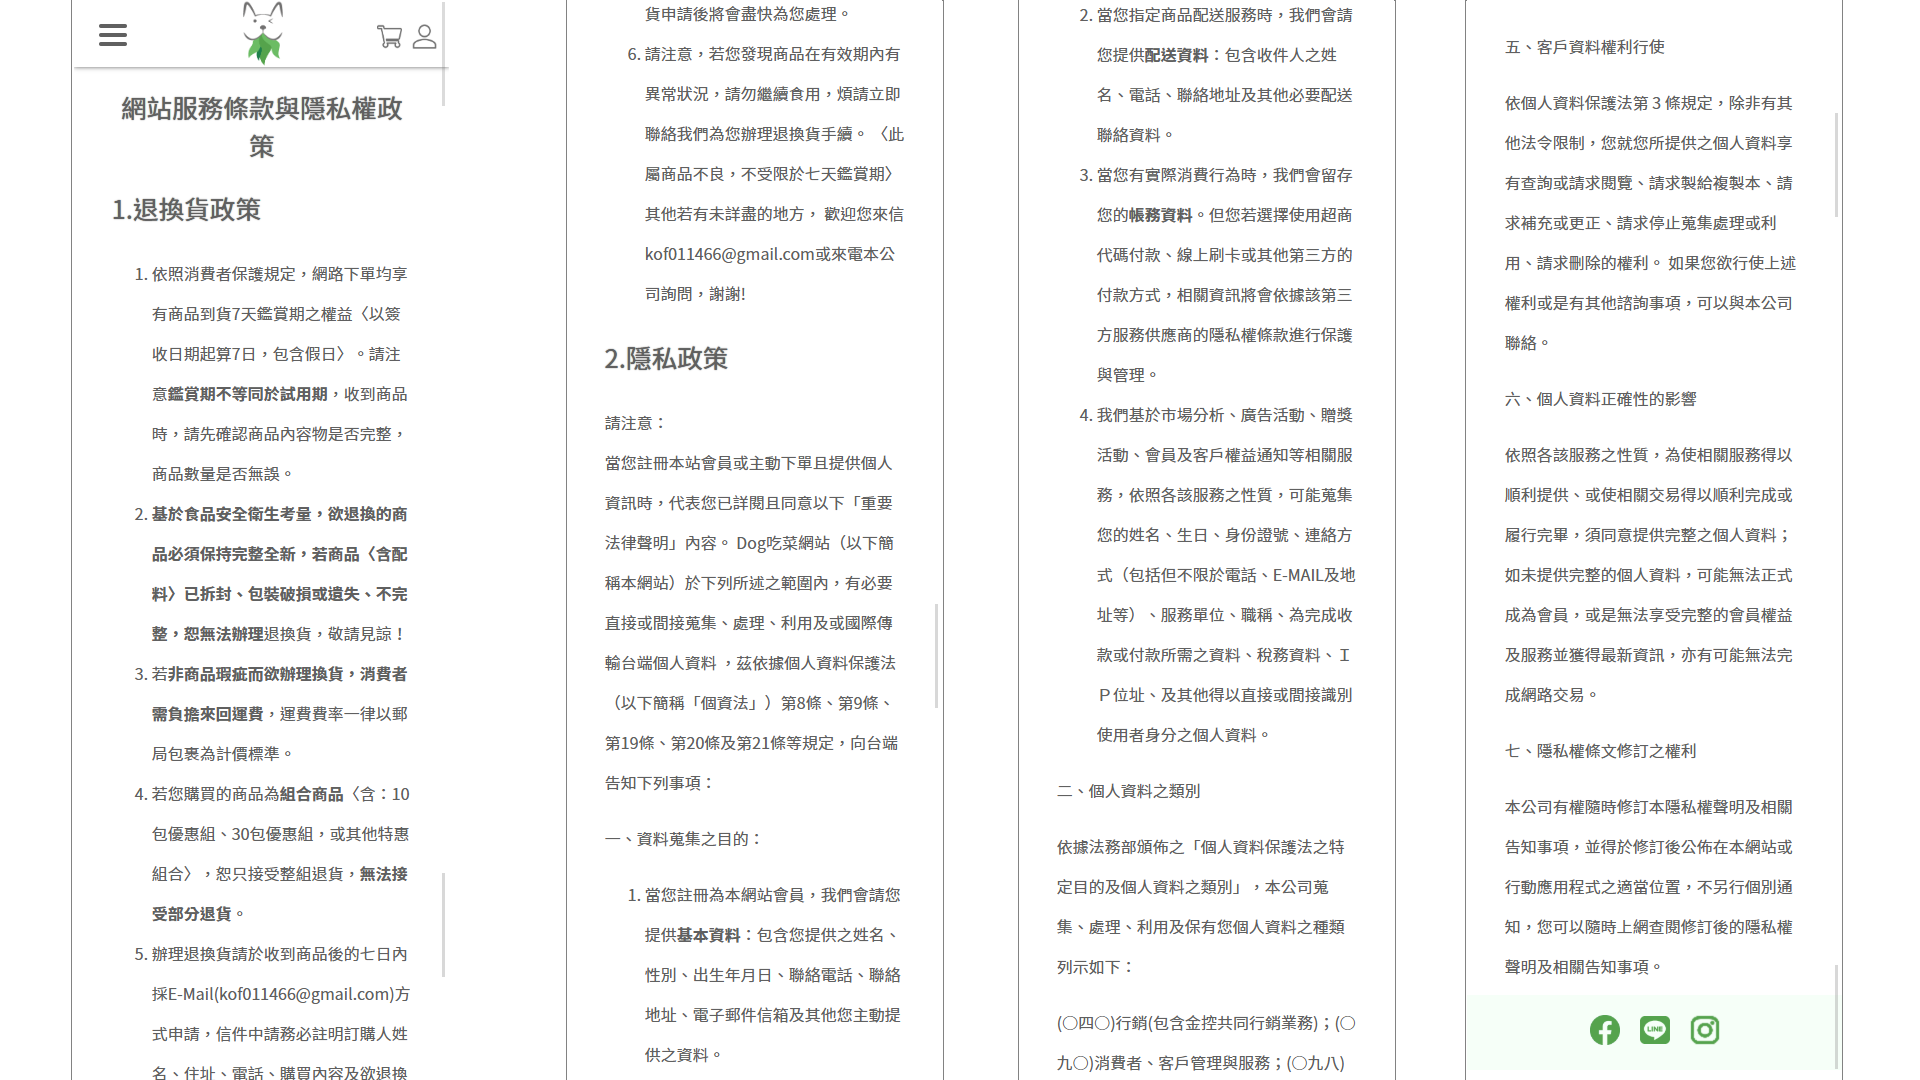 網站服務條款與隱私權政
策
1.退換貨政策
1. 依照消費者保護規定，網路下單均享
有商品到貨7天鑑賞期之權益〈以簽
收日期起算7日，包含假日〉。請注
意鑑賞期不等同於試用期，收到商品
時，請先確認商品內容物是否完整，
商品數量是否無誤。
2. 基於食品安全衛生考量，欲退換的商
品必須保持完整全新，若商品〈含配
料〉已拆封、包裝破損或遺失、不完
整，恕無法辦理退換貨，敬請見諒！
3. 若非商品瑕疵而欲辦理換貨，消費者
需負擔來回運費，運費費率一律以郵
局包裹為計價標準。
4. 若您購買的商品為組合商品〈含：10
包優惠組、30包優惠組，或其他特惠
組合〉，恕只接受整組退貨，無法接
受部分退貨。
5. 辦理退換貨請於收到商品後的七日內
採E-Mail(kof011466@gmail.com)方
式申請，信件中請務必註明訂購人姓
名、住址、電話、購買內容及欲退換
貨申請後將會盡快為您處理。
6. 請注意，若您發現商品在有效期內有
異常狀況，請勿繼續食用，煩請立即
聯絡我們為您辦理退換貨手續。〈此
屬商品不良，不受限於七天鑑賞期〉
其他若有未詳盡的地方， 歡迎您來信
kof011466@gmail.com或來電本公
司詢問，謝謝!
2.隱私政策
請注意：
當您註冊本站會員或主動下單且提供個人
資訊時，代表您已詳閱且同意以下「重要
法律聲明」內容。 Dog吃菜網站（以下簡
稱本網站）於下列所述之範圍內，有必要
直接或間接蒐集、處理、利用及或國際傳
輸台端個人資料 ，茲依據個人資料保護法
（以下簡稱「個資法」）第8條、第9條、
第19條、第20條及第21條等規定，向台端
告知下列事項：
一、資料蒐集之目的：
1. 當您註冊為本網站會員，我們會請您
提供基本資料：包含您提供之姓名、
性別、出生年月日、聯絡電話、聯絡
地址、電子郵件信箱及其他您主動提
供之資料。
2. 當您指定商品配送服務時，我們會請
您提供配送資料：包含收件人之姓
名、電話、聯絡地址及其他必要配送
聯絡資料。
3. 當您有實際消費行為時，我們會留存
您的帳務資料。但您若選擇使用超商
代碼付款、線上刷卡或其他第三方的
付款方式，相關資訊將會依據該第三
方服務供應商的隱私權條款進行保護
與管理。
4. 我們基於市場分析、廣告活動、贈獎
活動、會員及客戶權益通知等相關服
務，依照各該服務之性質，可能蒐集
您的姓名、生日、身份證號、連絡方
式（包括但不限於電話、E-MAIL及地
址等）、服務單位、職稱、為完成收
款或付款所需之資料、稅務資料、Ｉ
Ｐ位址、及其他得以直接或間接識別
使用者身分之個人資料。
二、個人資料之類別
依據法務部頒佈之「個人資料保護法之特
定目的及個人資料之類別」，本公司蒐
集、處理、利用及保有您個人資料之種類
列示如下：
(○四○)行銷(包含金控共同行銷業務)；(○
九○)消費者、客戶管理與服務；(○九八)
五、客戶資料權利行使
依個人資料保護法第 3 條規定，除非有其
他法令限制，您就您所提供之個人資料享
有查詢或請求閱覽、請求製給複製本、請
求補充或更正、請求停止蒐集處理或利
用、請求刪除的權利。 如果您欲行使上述
權利或是有其他諮詢事項，可以與本公司
聯絡。
六、個人資料正確性的影響
依照各該服務之性質，為使相關服務得以
順利提供、或使相關交易得以順利完成或
履行完畢，須同意提供完整之個人資料；
如未提供完整的個人資料，可能無法正式
成為會員，或是無法享受完整的會員權益
及服務並獲得最新資訊，亦有可能無法完
成網路交易。
七、隱私權條文修訂之權利
本公司有權隨時修訂本隱私權聲明及相關
告知事項，並得於修訂後公佈在本網站或
行動應用程式之適當位置，不另行個別通
知，您可以隨時上網查閱修訂後的隱私權
聲明及相關告知事項。
LINE